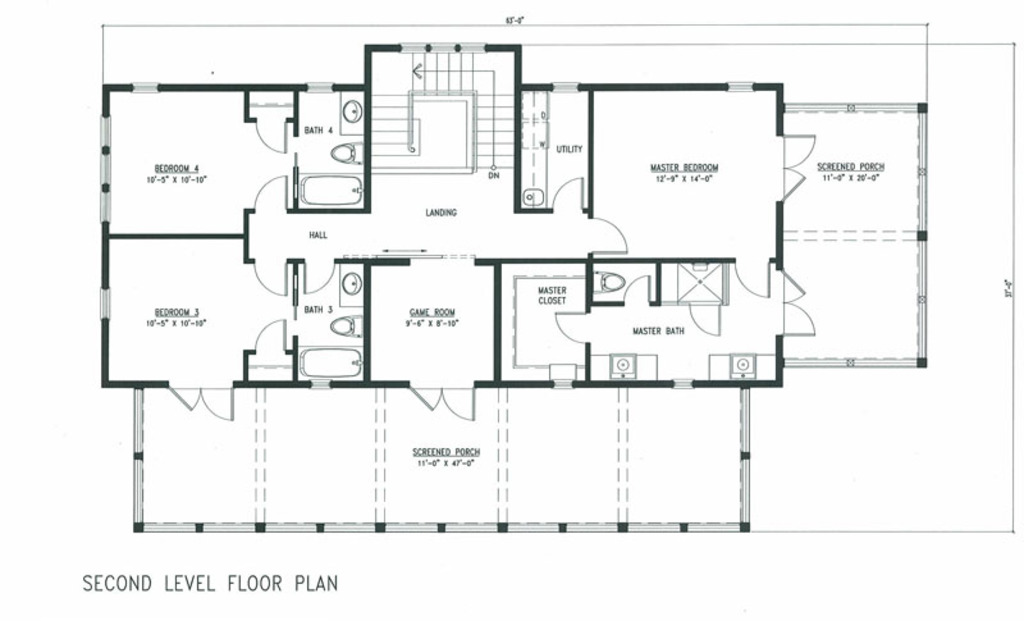 63'-0"
BEDROOM 4
10'-5" X 10'-10"
BATH 4
DN
D
W
UTILITY
MASTER BEDROOM
12'-9" X 14'-0"
SCREENED PORCH
11'-0" X 20'-0"
LANDING
HALL
37'-0"
BEDROOM 3
10'-5" X 10'-10"
BATH 3
GAME ROOM
9'-6" X 8'-10"
MASTER
CLOSET
MASTER BATH
SCREENED PORCH
11'-0" X 47'-0"
SECOND LEVEL FLOOR PLAN